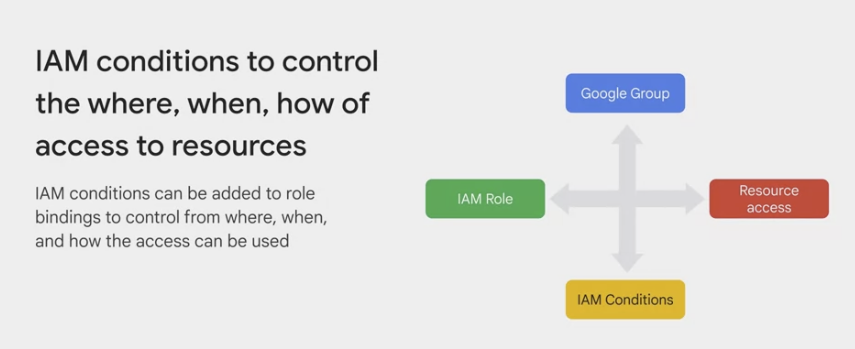 IAM conditions to control
the where, when, how of
access to resources
IAM conditions can be added to role
bindings to control from where, when,
and how the access can be used
Google Group
IAM Role
Resource
access
IAM Conditions